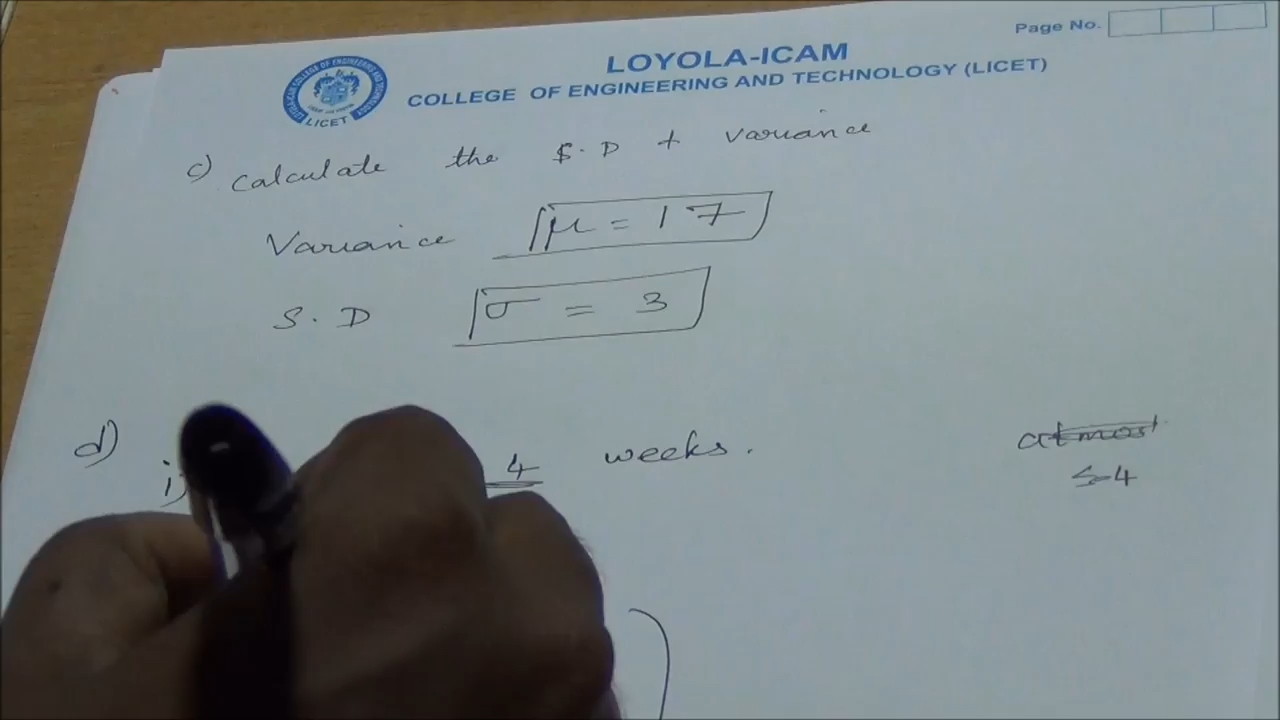 Page No.
LOYOLA-ICAM
COLLEGE OF ENGINEERING AND TECHNOLOGY (LICET)
LICET
c) Calculate the S.D + Variance
Variance μ = 17
S.D σ = 3
d)
i) 4 weeks.
atmost
≤ 4